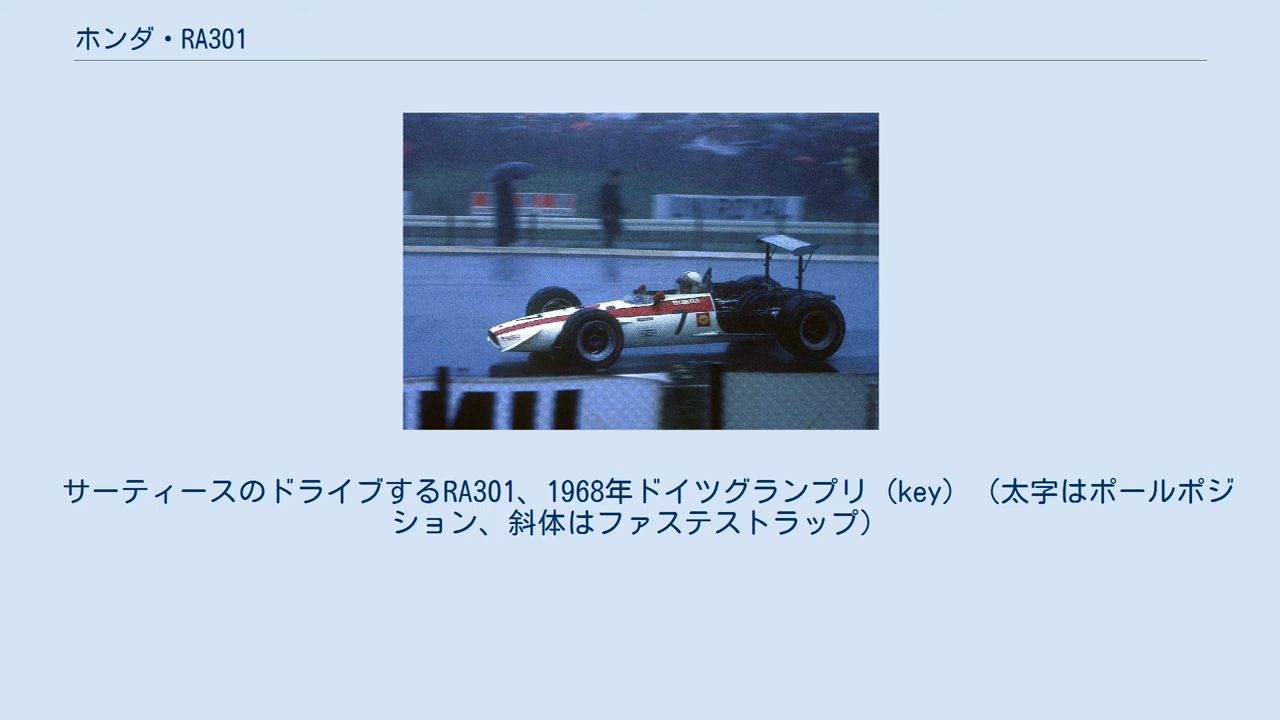 ホンダ・RA301
ROYAL
HONDA
7
サーティースのドライブするRA301、1968年ドイツグランプリ（key）（太字はポールポジ
ション、斜体はファステストラップ）